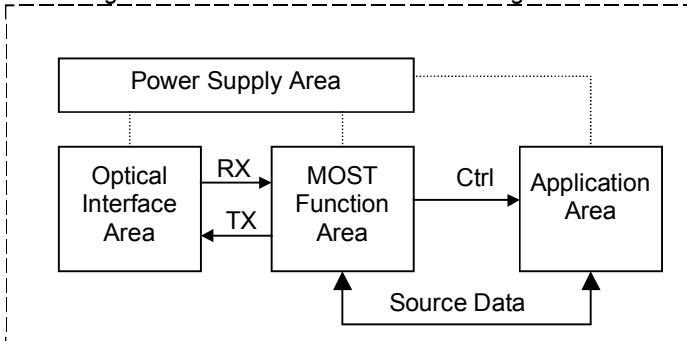 Power Supply Area
Optical
Interface
Area
RX
TX
MOST
Function
Area
Ctrl
Application
Area
Source Data